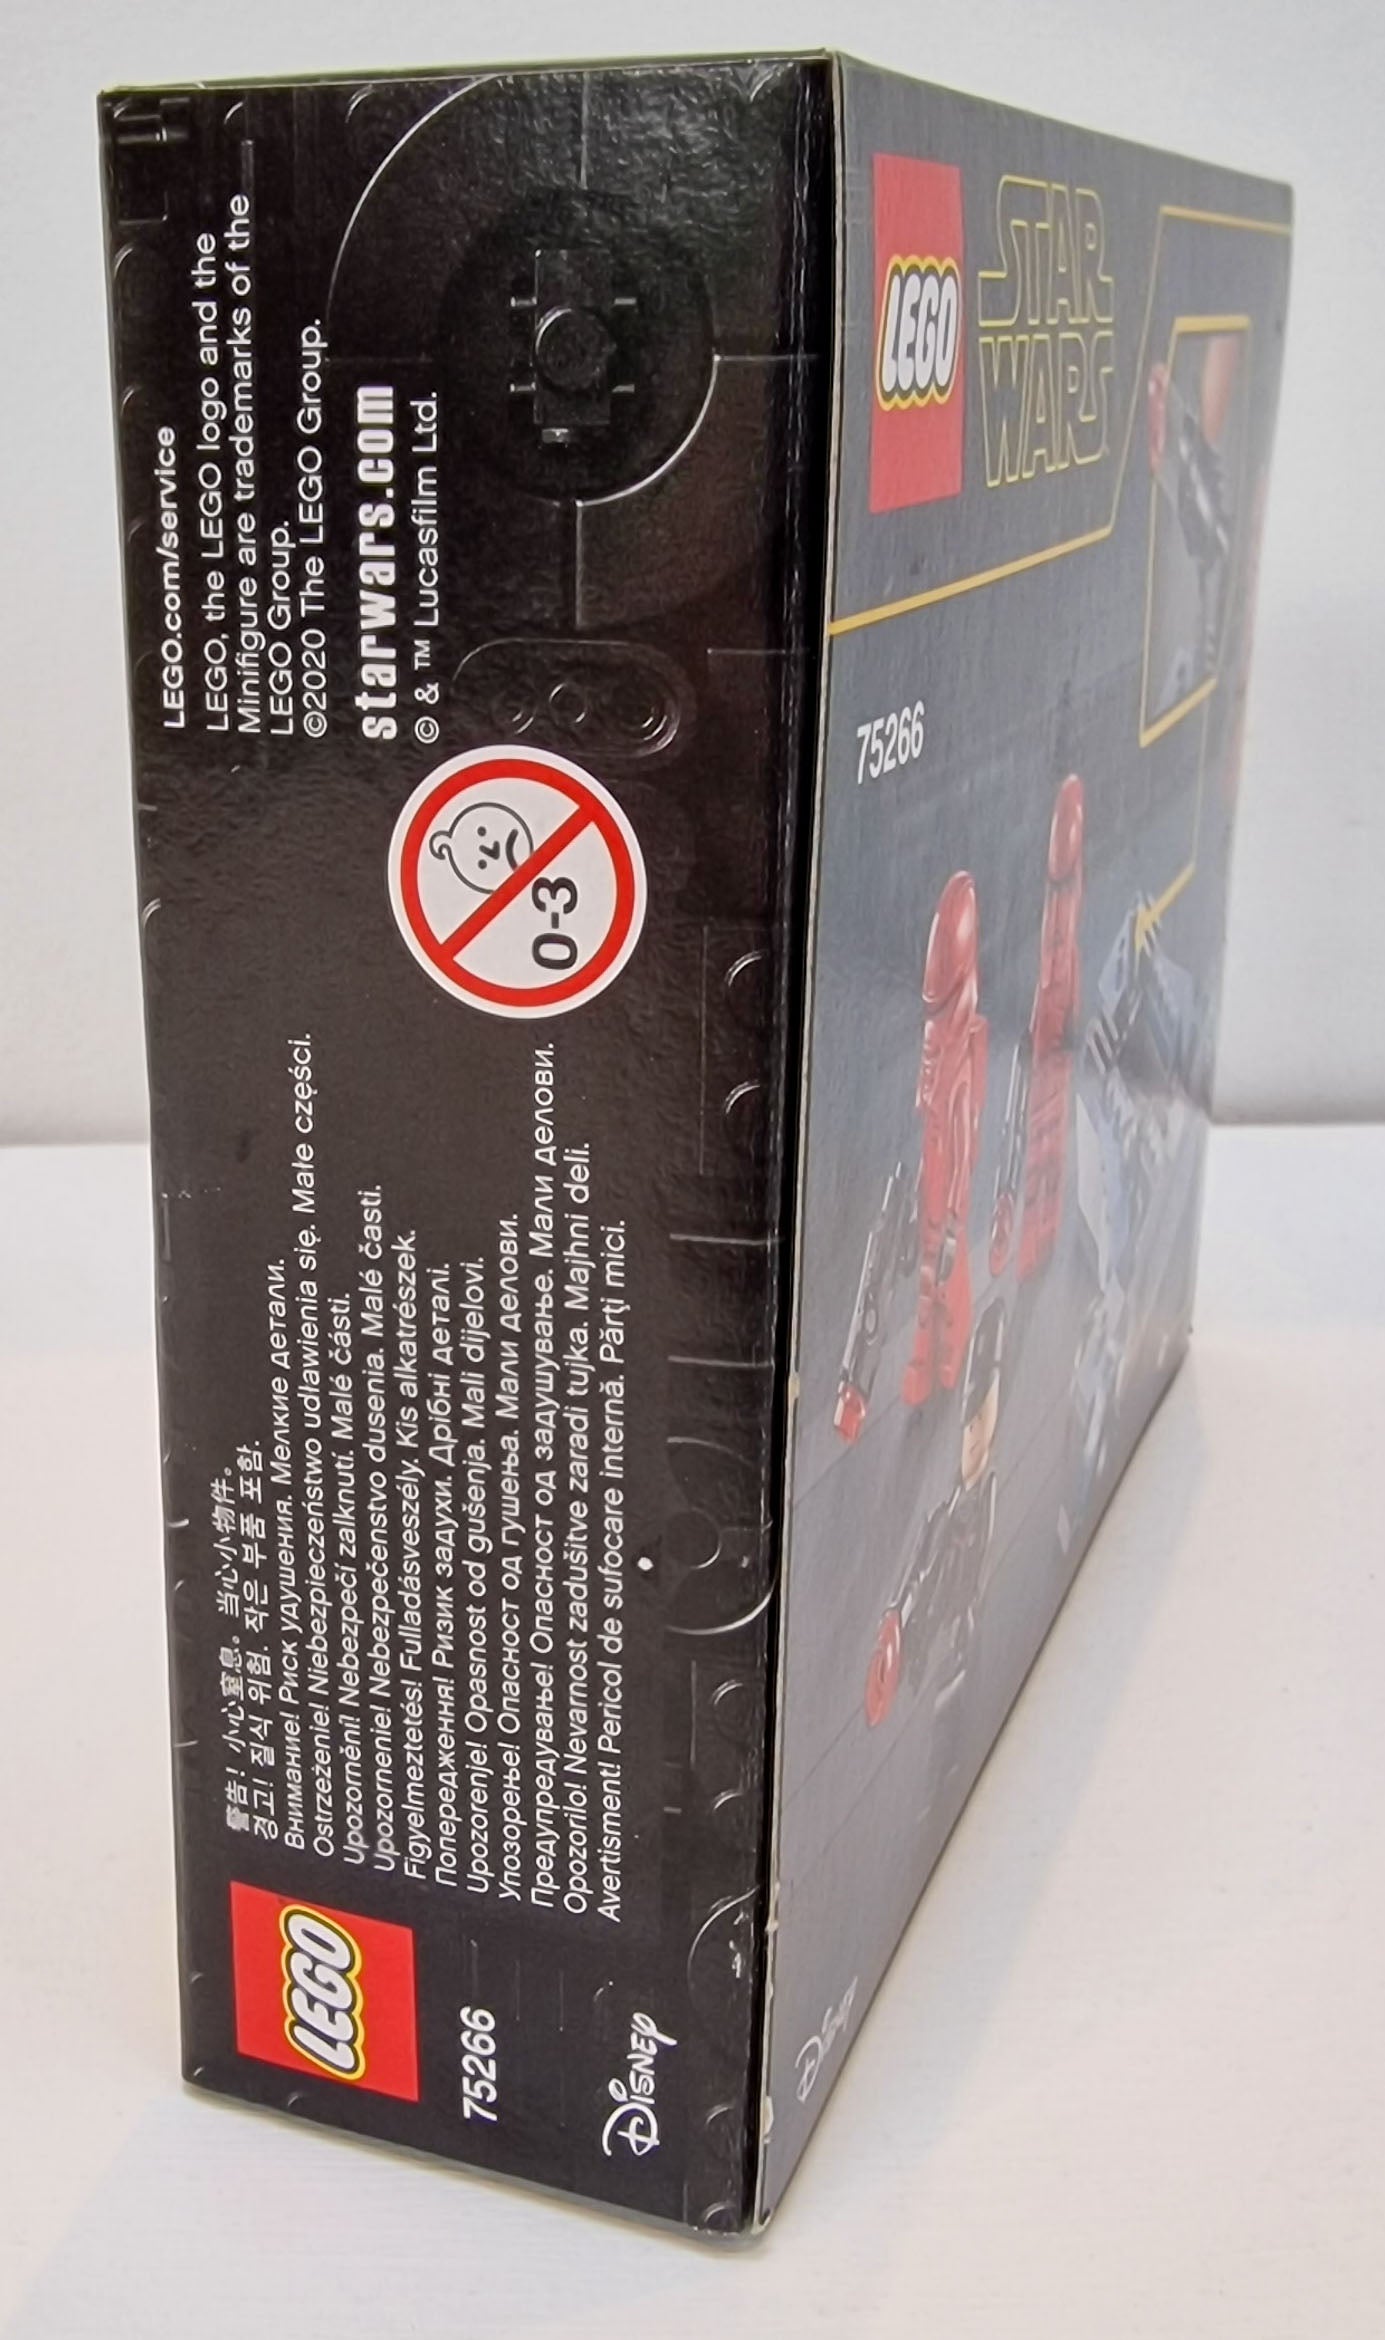 LEGO
75266
Disney
警告！小心窒息。当心小物件。
경고! 질식 위험. 작은 부품 포함.
Внимание! Риск удушения. Мелкие детали.
Ostrzeżenie! Niebezpieczeństwo udławienia się. Małe części.
Upozornění! Nebezpečí zalknutí. Malé části.
Upozornenie! Nebezpečenstvo dusenia. Malé časti.
Figyelmeztetés! Fulladásveszély. Kis alkatrészek.
Попередження! Ризик задухи. Дрібні деталі.
Upozorenje! Opasnost od gušenja. Mali dijelovi.
Упозорење! Опасност од гушења. Мали делови.
Предупредување! Опасност од задушување. Мали делови.
Opozorilo! Nevarnost zadušitve zaradi tujka. Majhni deli.
Avertisment! Pericol de sufocare internă. Părţi mici.
0-3
LEGO.com/service
LEGO, the LEGO logo and the
Minifigure are trademarks of the
LEGO Group.
©2020 The LEGO Group.
starwars.com
© & ™ Lucasfilm Ltd.
LEGO
STAR
WARS
75266
Disney